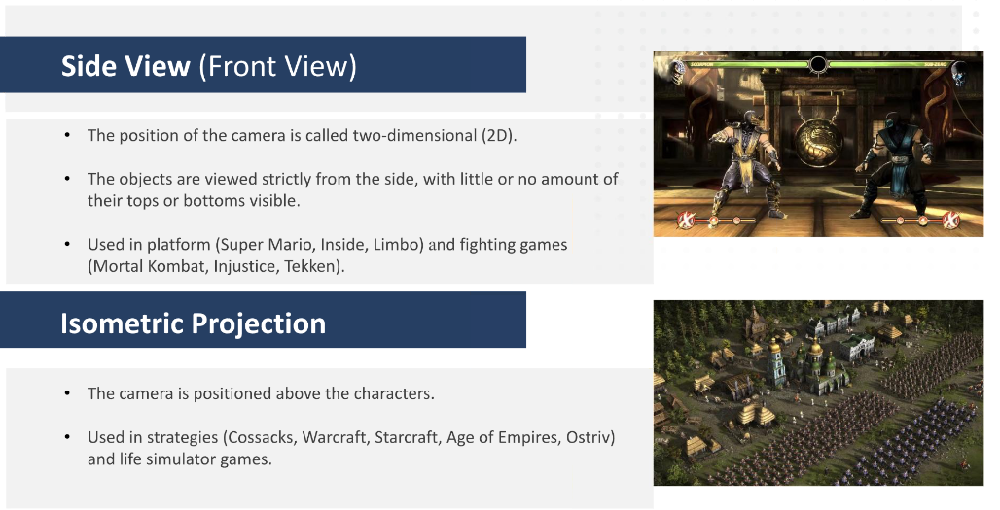 Side View (Front View)
• The position of the camera is called two-dimensional (2D).
• The objects are viewed strictly from the side, with little or no amount of
their tops or bottoms visible.
• Used in platform (Super Mario, Inside, Limbo) and fighting games
(Mortal Kombat, Injustice, Tekken).
SCORPION
SUB-ZERO
Isometric Projection
• The camera is positioned above the characters.
• Used in strategies (Cossacks, Warcraft, Starcraft, Age of Empires, Ostriv)
and life simulator games.